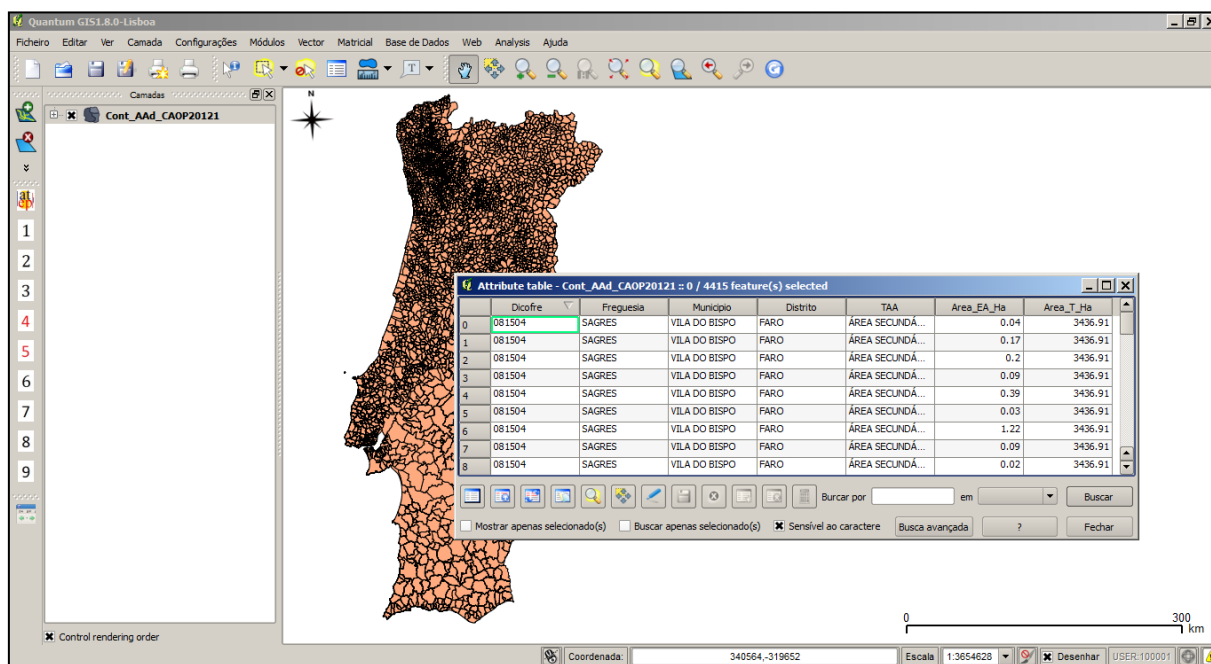 Quantum GIS1.8.0-Lisboa
Ficheiro Editar Ver Camada Configurações Módulos Vector Matricial Base de Dados Web Analysis Ajuda
Camadas
Cont_AAd_CAOP20121
N
1
2
3
4
5
6
7
8
9
Attribute table - Cont_AAd_CAOP20121 :: 0 / 4415 feature(s) selected
Dicofre Freguesia Municipio Distrito TAA Area_EA_Ha Area_T_Ha
0 081504 SAGRES VILA DO BISPO FARO ÁREA SECUNDÁ... 0.04 3436.91
1 081504 SAGRES VILA DO BISPO FARO ÁREA SECUNDÁ... 0.17 3436.91
2 081504 SAGRES VILA DO BISPO FARO ÁREA SECUNDÁ... 0.2 3436.91
3 081504 SAGRES VILA DO BISPO FARO ÁREA SECUNDÁ... 0.09 3436.91
4 081504 SAGRES VILA DO BISPO FARO ÁREA SECUNDÁ... 0.39 3436.91
5 081504 SAGRES VILA DO BISPO FARO ÁREA SECUNDÁ... 0.03 3436.91
6 081504 SAGRES VILA DO BISPO FARO ÁREA SECUNDÁ... 1.22 3436.91
7 081504 SAGRES VILA DO BISPO FARO ÁREA SECUNDÁ... 0.09 3436.91
8 081504 SAGRES VILA DO BISPO FARO ÁREA SECUNDÁ... 0.02 3436.91
Burcar por em Buscar
Mostrar apenas selecionado(s) Buscar apenas selecionado(s) Sensível ao caractere Busca avançada ? Fechar
0 300 km
Control rendering order
Coordenada: 340564,-319652 Escala 1:3654628 Desenhar USER:100001